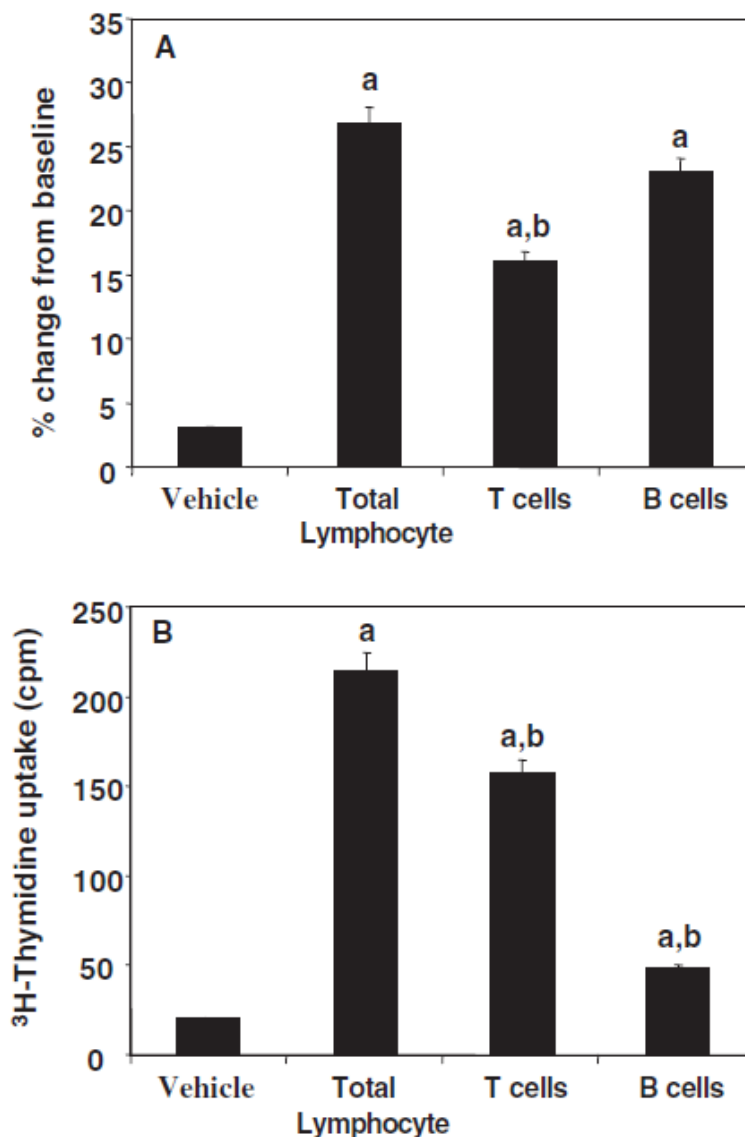 A
% change from baseline
35
30
25
20
15
10
5
0
a
a,b
a
Vehicle
Total
Lymphocyte
T cells
B cells
B
³H-Thymidine uptake (cpm)
250
200
150
100
50
0
a
a,b
a,b
Vehicle
Total
Lymphocyte
T cells
B cells